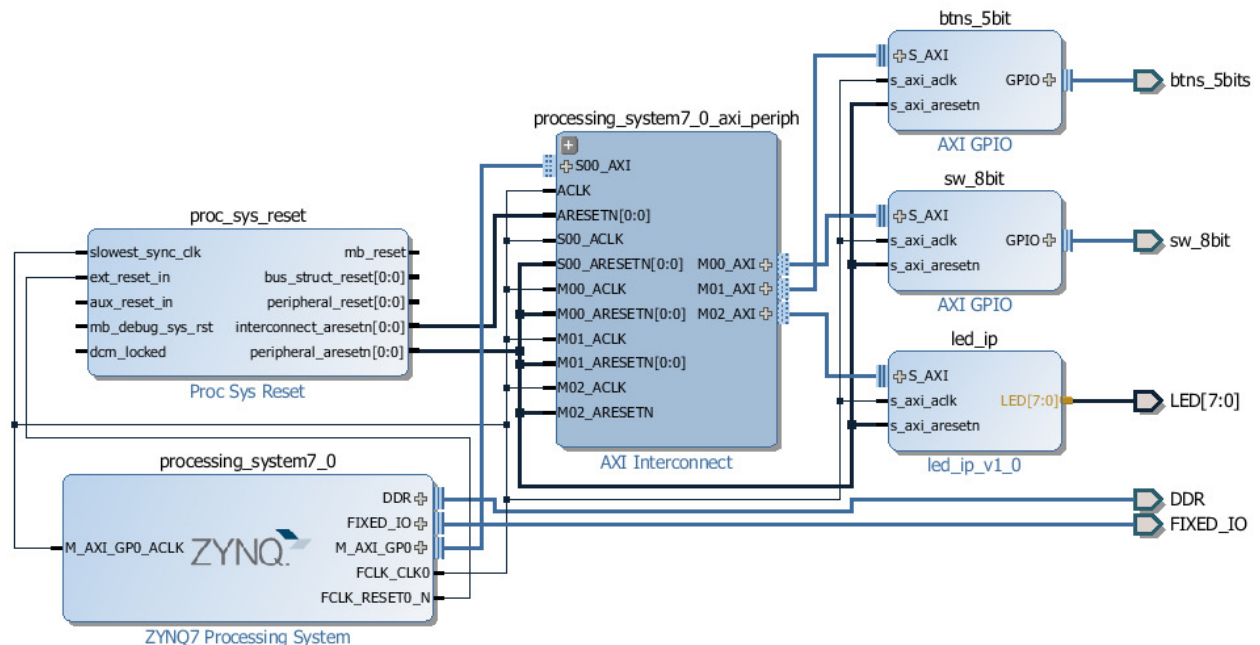 btns_5bit
S_AXI
s_axi_aclk
s_axi_aresetn
GPIO
btns_5bits
AXI GPIO
processing_system7_0_axi_periph
S00_AXI
ACLK
ARESETN[0:0]
S00_ACLK
S00_ARESETN[0:0]
M00_ACLK
M00_ARESETN[0:0]
M01_ACLK
M01_ARESETN[0:0]
M02_ACLK
M02_ARESETN
M00_AXI
M01_AXI
M02_AXI
AXI Interconnect
sw_8bit
S_AXI
s_axi_aclk
s_axi_aresetn
GPIO
sw_8bit
AXI GPIO
proc_sys_reset
slowest_sync_clk
ext_reset_in
aux_reset_in
mb_debug_sys_rst
dcm_locked
mb_reset
bus_struct_reset[0:0]
peripheral_reset[0:0]
interconnect_aresetn[0:0]
peripheral_aresetn[0:0]
Proc Sys Reset
led_ip
S_AXI
s_axi_aclk
s_axi_aresetn
LED[7:0]
LED[7:0]
led_ip_v1_0
processing_system7_0
M_AXI_GP0_ACLK
ZYNQ
DDR
FIXED_IO
M_AXI_GP0
FCLK_CLK0
FCLK_RESET0_N
ZYNQ7 Processing System
DDR
FIXED_IO